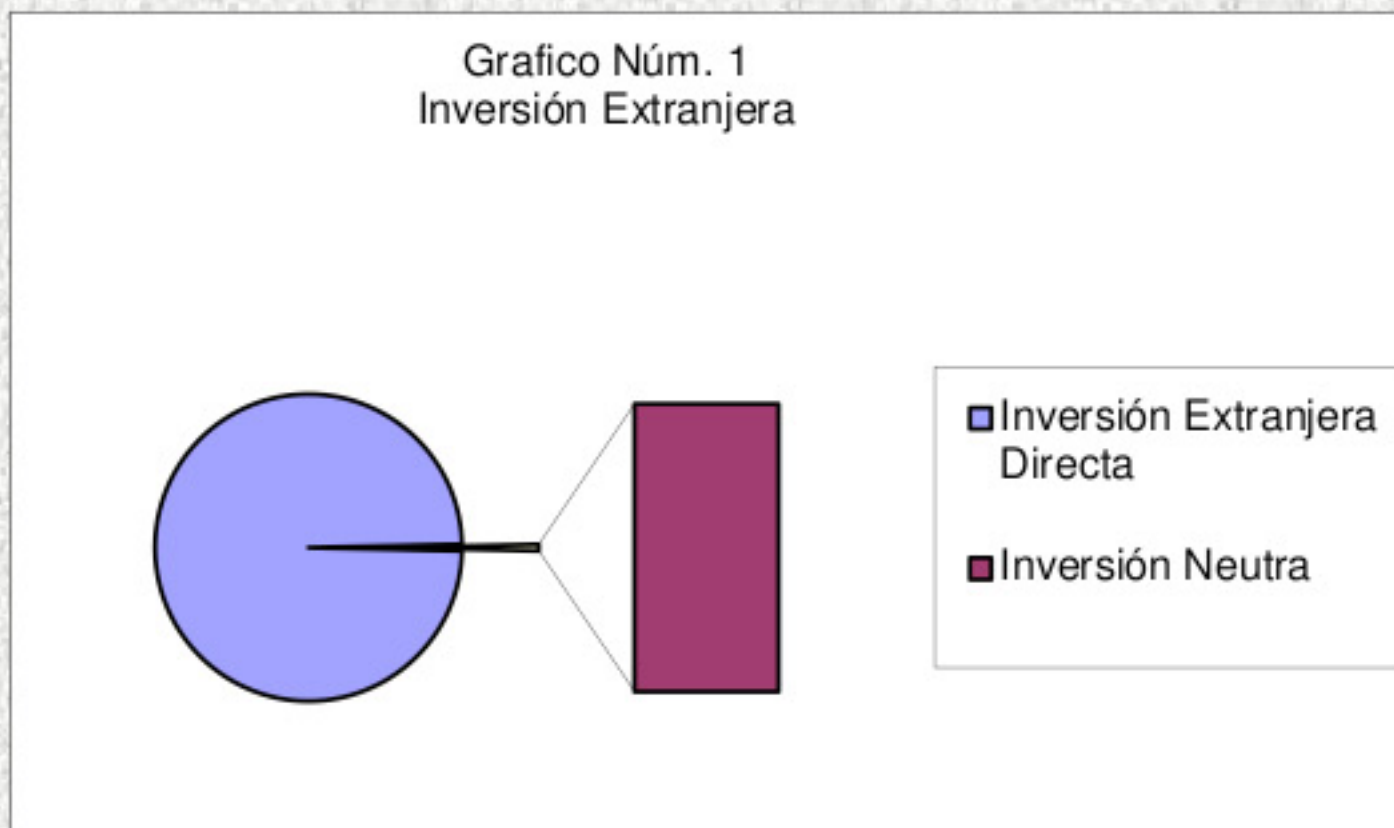 Grafico Núm. 1
Inversión Extranjera
Inversión Extranjera
Directa
Inversión Neutra